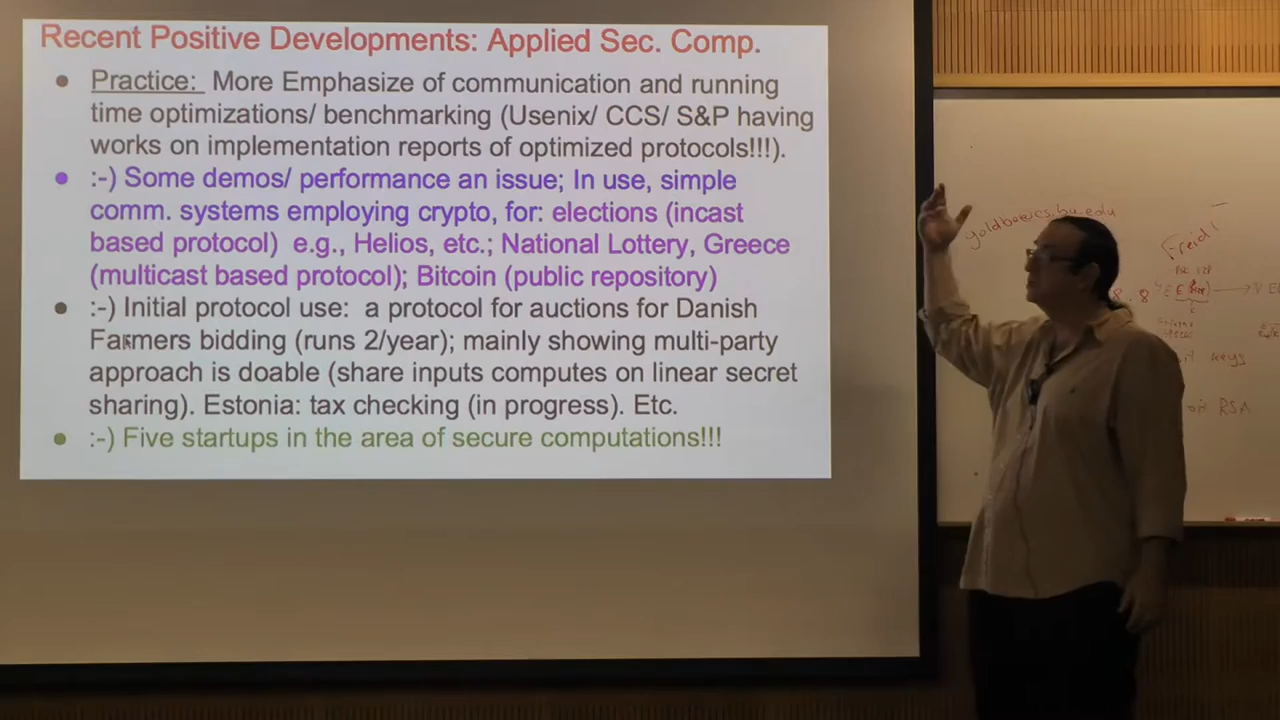 Recent Positive Developments: Applied Sec. Comp.
• Practice: More Emphasize of communication and running
time optimizations/ benchmarking (Usenix/ CCS/ S&P having
works on implementation reports of optimized protocols!!!).
• :-) Some demos/ performance an issue; In use, simple
comm. systems employing crypto, for: elections (incast
based protocol) e.g., Helios, etc.; National Lottery, Greece
(multicast based protocol); Bitcoin (public repository)
• :-) Initial protocol use: a protocol for auctions for Danish
Farmers bidding (runs 2/year); mainly showing multi-party
approach is doable (share inputs computes on linear secret
sharing). Estonia: tax checking (in progress). Etc.
• :-) Five startups in the area of secure computations!!!
keys
RSA